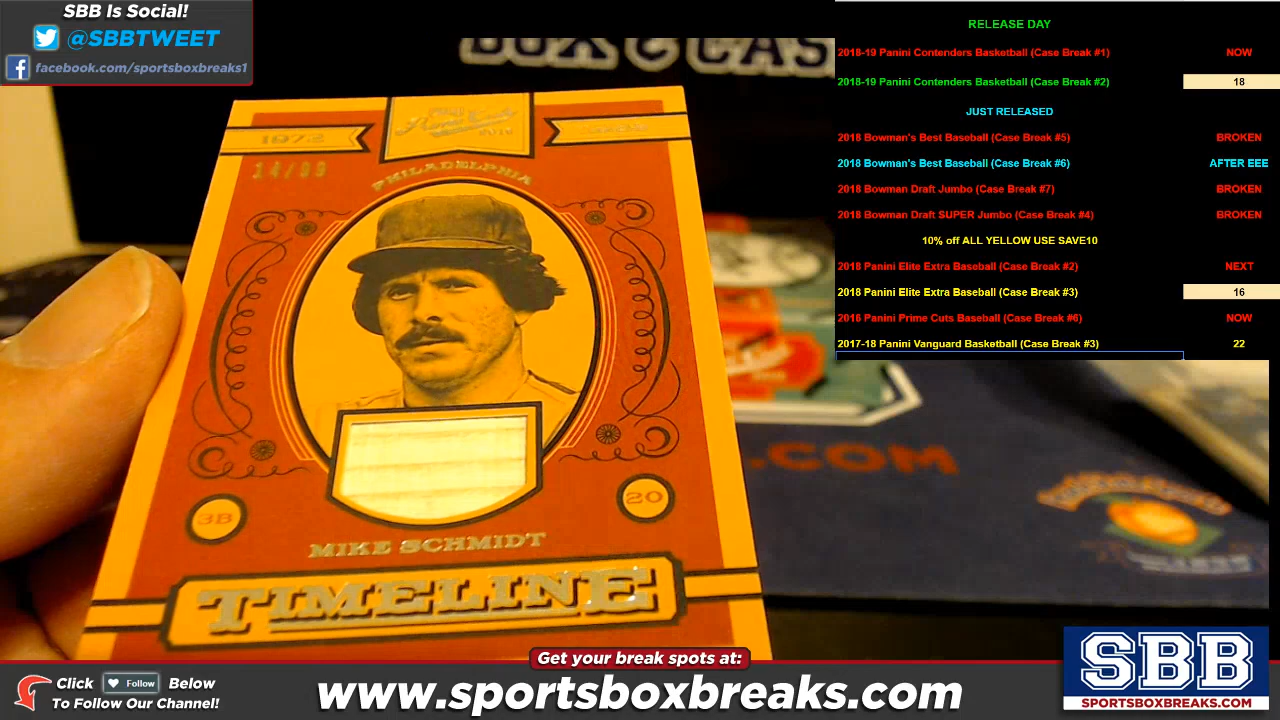 SBB Is Social!
@SBBTWEET
facebook.com/sportsboxbreaks1
RELEASE DAY
2018-19 Panini Contenders Basketball (Case Break #1) NOW
2018-19 Panini Contenders Basketball (Case Break #2) 18
JUST RELEASED
2018 Bowman's Best Baseball (Case Break #5) BROKEN
2018 Bowman's Best Baseball (Case Break #6) AFTER EEE
2018 Bowman Draft Jumbo (Case Break #7) BROKEN
2018 Bowman Draft SUPER Jumbo (Case Break #4) BROKEN
10% off ALL YELLOW USE SAVE10
2018 Panini Elite Extra Baseball (Case Break #2) NEXT
2018 Panini Elite Extra Baseball (Case Break #3) 16
2016 Panini Prime Cuts Baseball (Case Break #6) NOW
2017-18 Panini Vanguard Basketball (Case Break #3) 22
1972
14/99
PHILADELPHIA
3B
20
MIKE SCHMIDT
TIMELINE
.COM
Get your break spots at:
Click Follow Below
To Follow Our Channel!
www.sportsboxbreaks.com
SBB
SPORTSBOXBREAKS.COM